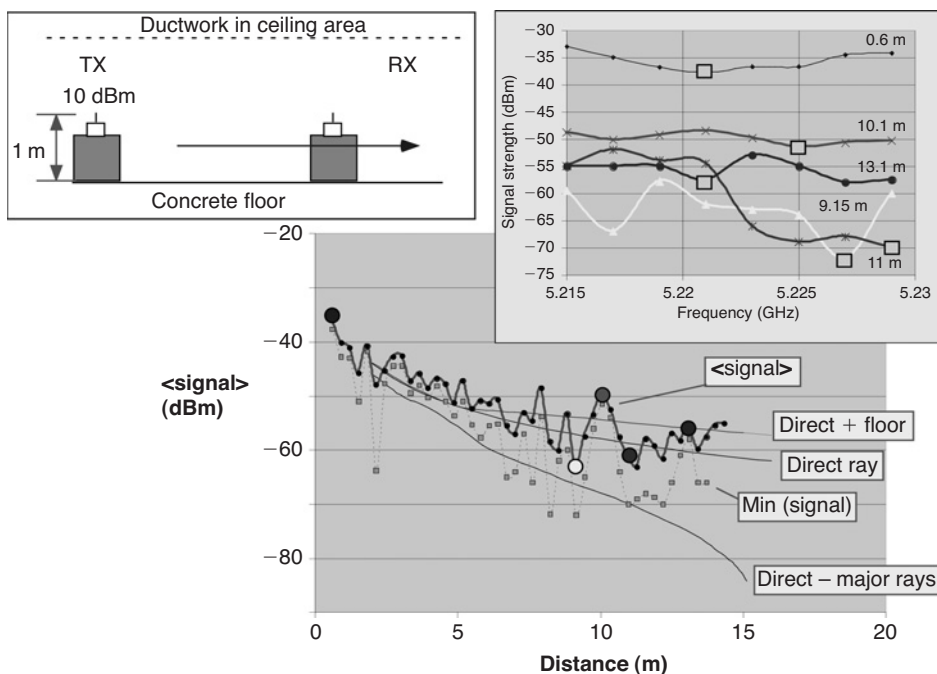 Ductwork in ceiling area
TX
RX
10 dBm
1 m
Concrete floor
−30
−35
−40
−45
−50
−55
−60
−65
−70
−75
Signal strength (dBm)
0.6 m
10.1 m
13.1 m
9.15 m
11 m
5.215
5.22
5.225
5.23
Frequency (GHz)
−20
−40
−60
−80
<signal>
(dBm)
<signal>
Direct + floor
Direct ray
Min (signal)
Direct – major rays
0
5
10
15
20
Distance (m)